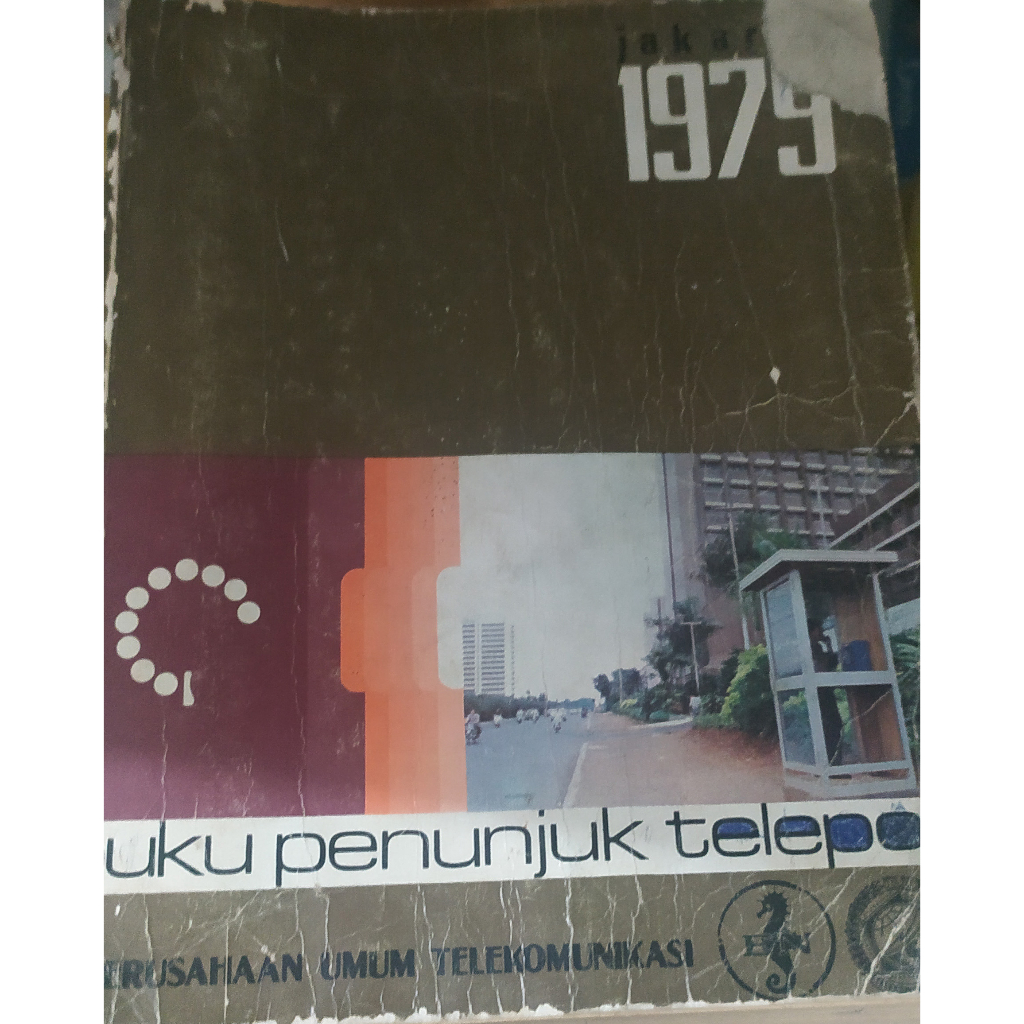 jakar
1979
uku penunjuk telepo
ERUSAHAAN UMUM TELEKOMUNIKASI